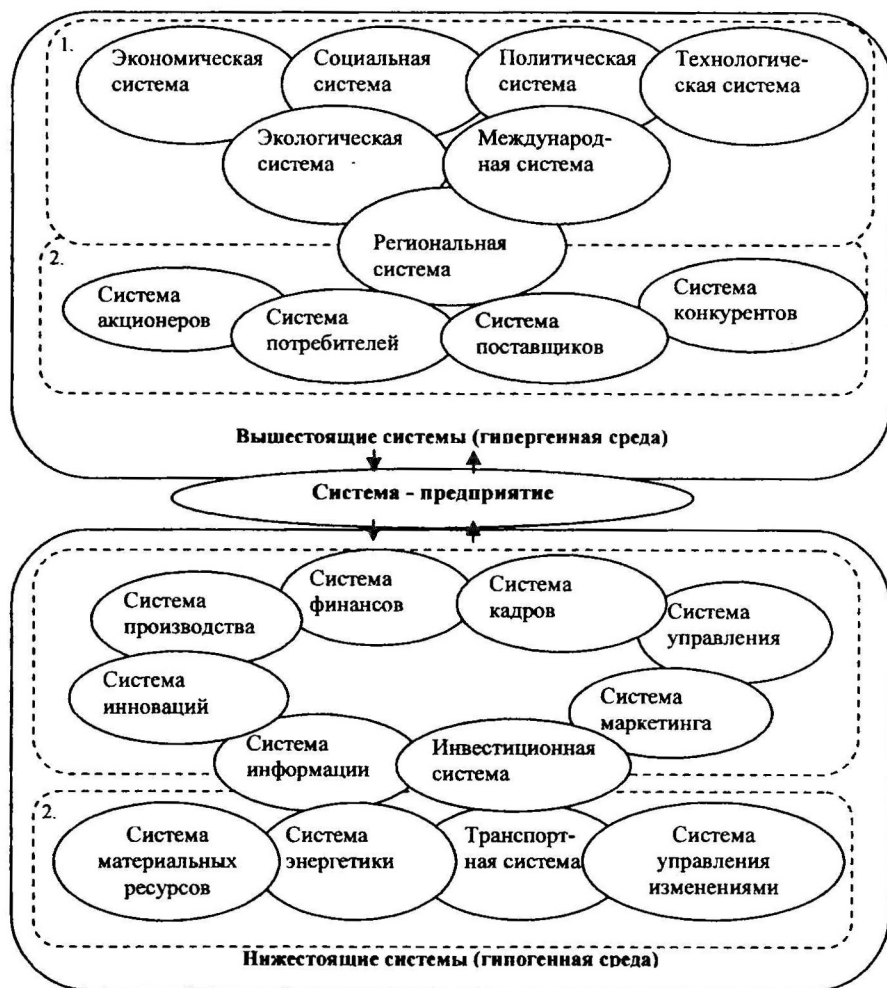 1.
Экономическая
система
Социальная
система
Политическая
система
Технологиче-
ская система
Экологическая
система
Международ-
ная система
Региональная
система
2.
Система
акционеров
Система
потребителей
Система
поставщиков
Система
конкурентов
Вышестоящие системы (гипергенная среда)
Система - предприятие
Система
производства
Система
финансов
Система
кадров
Система
управления
Система
инноваций
Система
маркетинга
Система
информации
Инвестиционная
система
2.
Система
материальных
ресурсов
Система
энергетики
Транспорт-
ная система
Система
управления
изменениями
Нижестоящие системы (гипогенная среда)